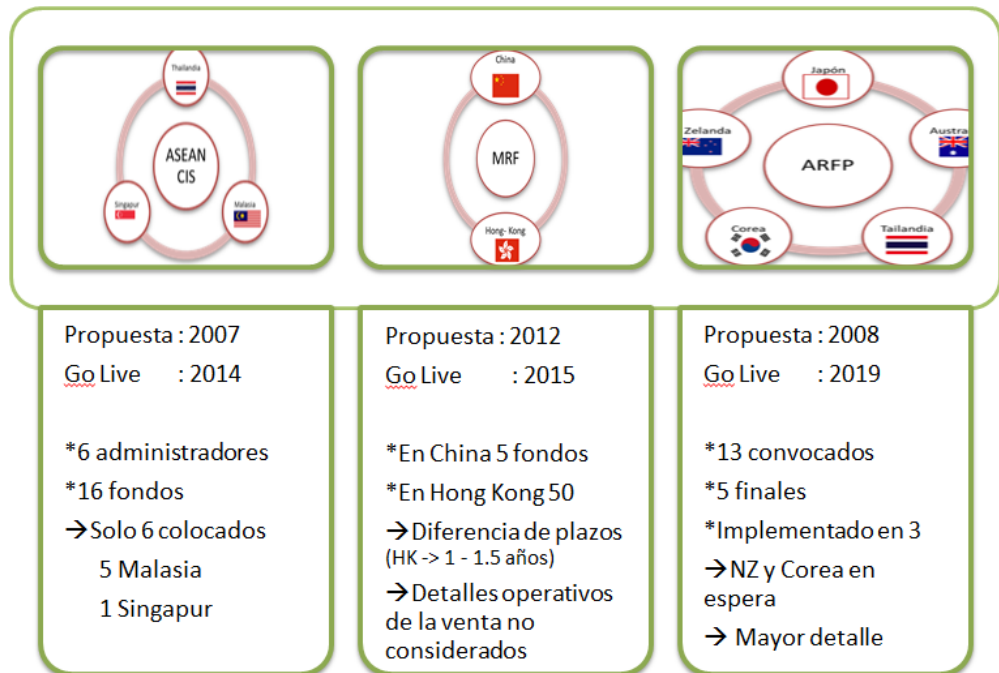 Thailandia
ASEAN
CIS
Singapur
Malasia
China
MRF
Hong- Kong
Japón
Zelanda
Austra
ARFP
Corea
Tailandia
Propuesta : 2007
Go Live : 2014
*6 administradores
*16 fondos
→Solo 6 colocados
5 Malasia
1 Singapur
Propuesta : 2012
Go Live : 2015
*En China 5 fondos
*En Hong Kong 50
→Diferencia de plazos
(HK -> 1 - 1.5 años)
→Detalles operativos
de la venta no
considerados
Propuesta : 2008
Go Live : 2019
*13 convocados
*5 finales
*Implementado en 3
→NZ y Corea en
espera
→ Mayor detalle